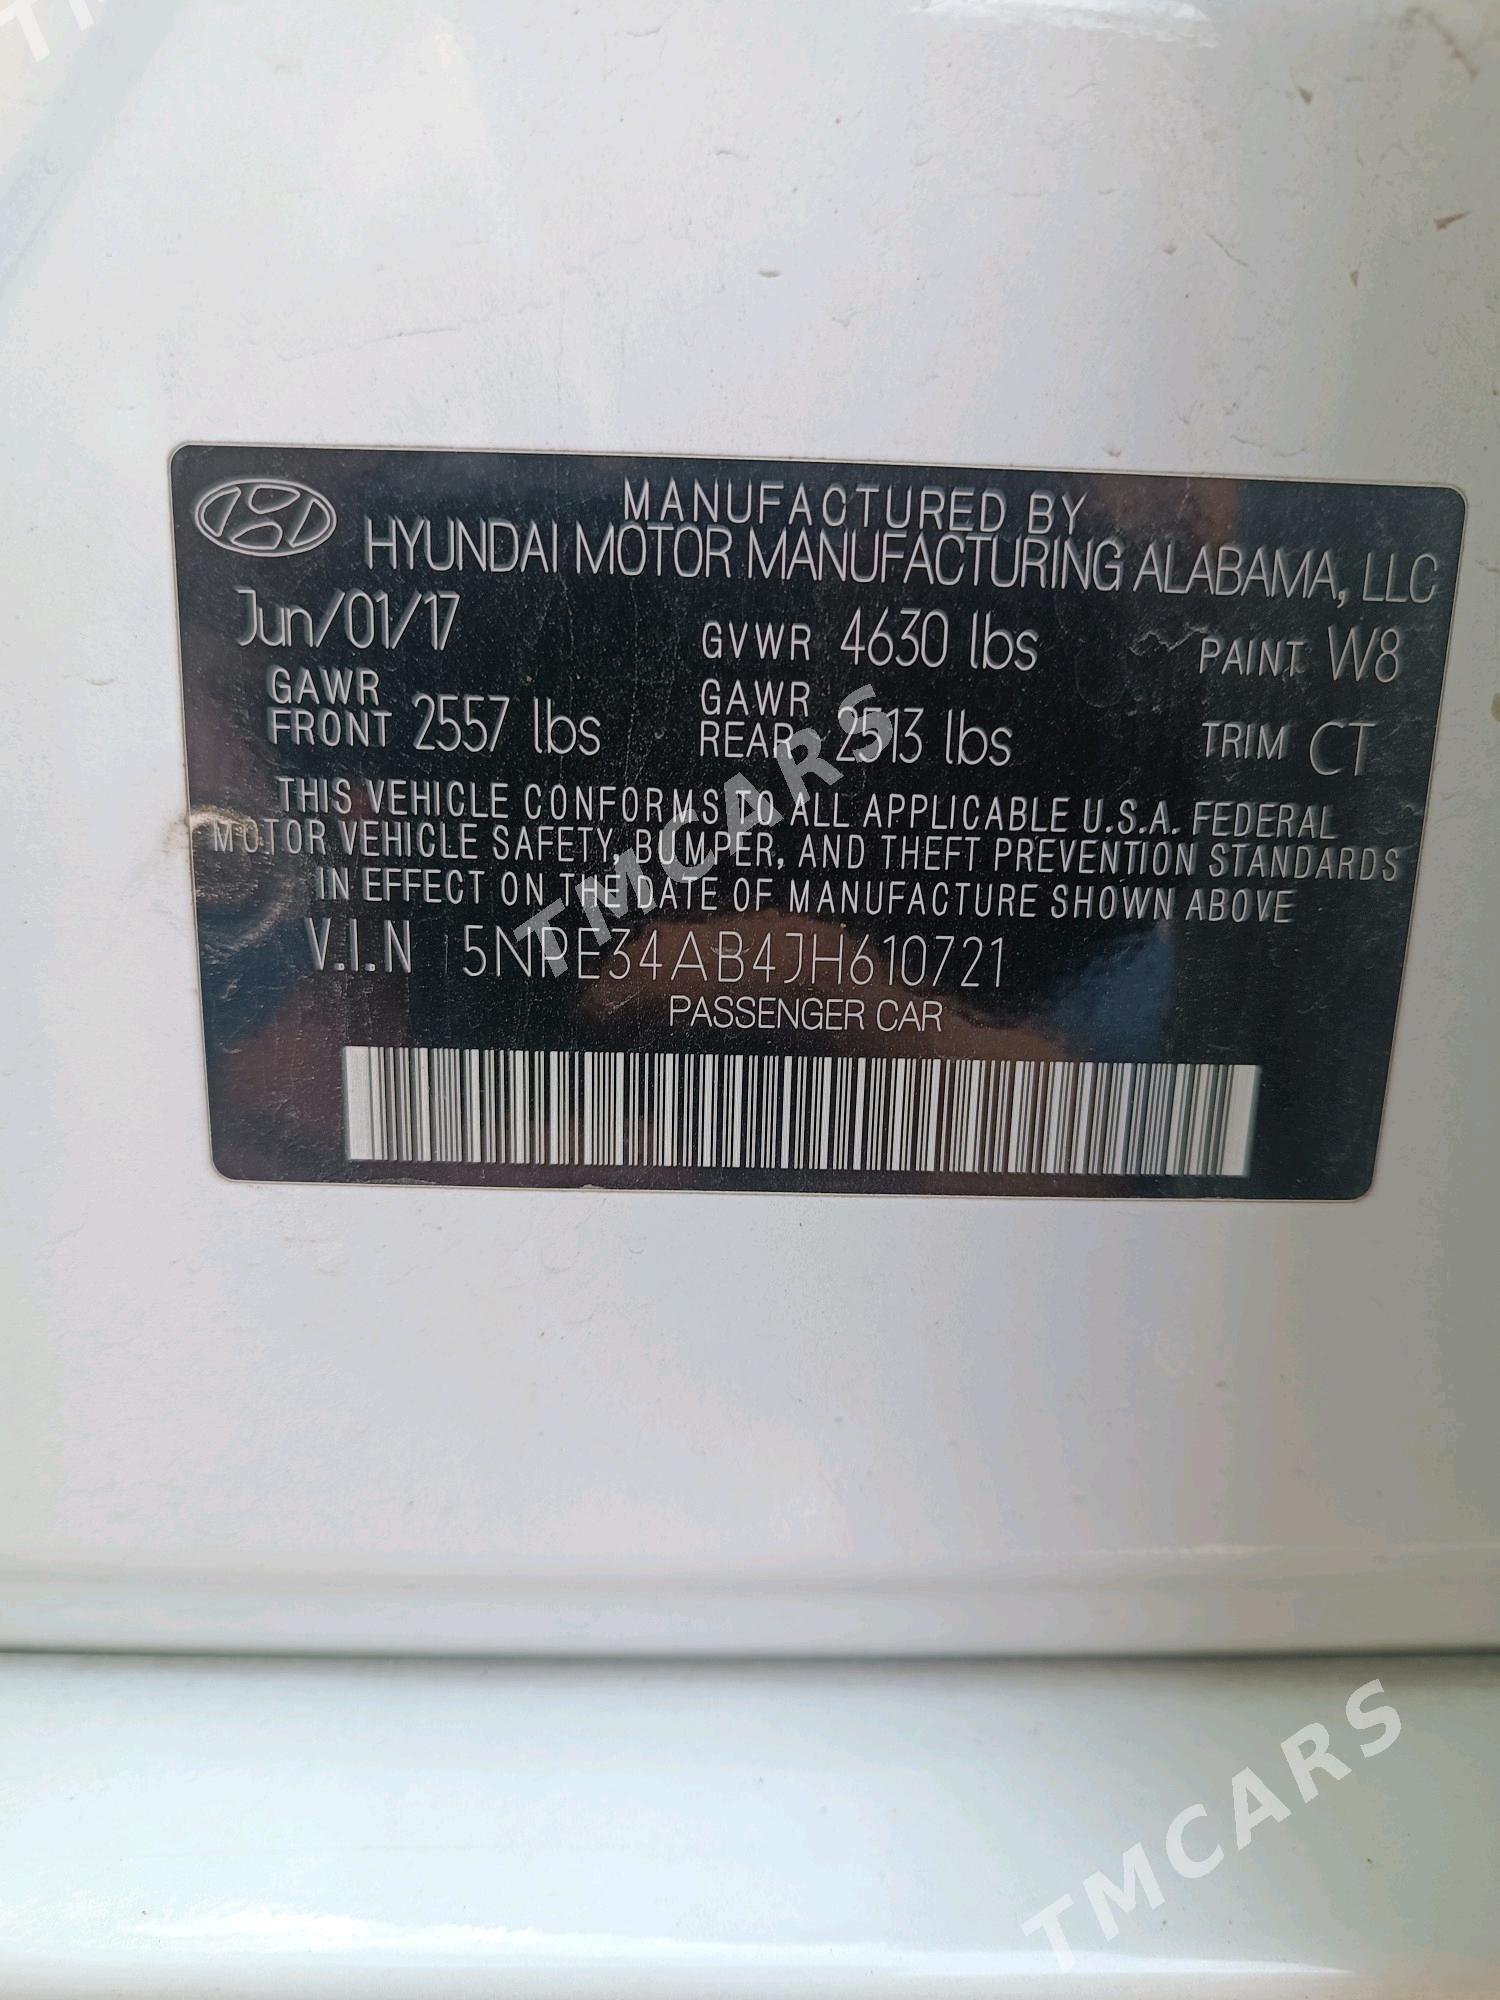 MANUFACTURED BY
HYUNDAI MOTOR MANUFACTURING ALABAMA, LLC
Jun/01/17 GVWR 4630 lbs PAINT W8
GAWR FRONT 2557 lbs GAWR REAR 2513 lbs TRIM CT
THIS VEHICLE CONFORMS TO ALL APPLICABLE U.S.A. FEDERAL
MOTOR VEHICLE SAFETY, BUMPER, AND THEFT PREVENTION STANDARDS
IN EFFECT ON THE DATE OF MANUFACTURE SHOWN ABOVE
V.I.N 5NPE34AB4JH610721
PASSENGER CAR
TMCARS
TMCARS